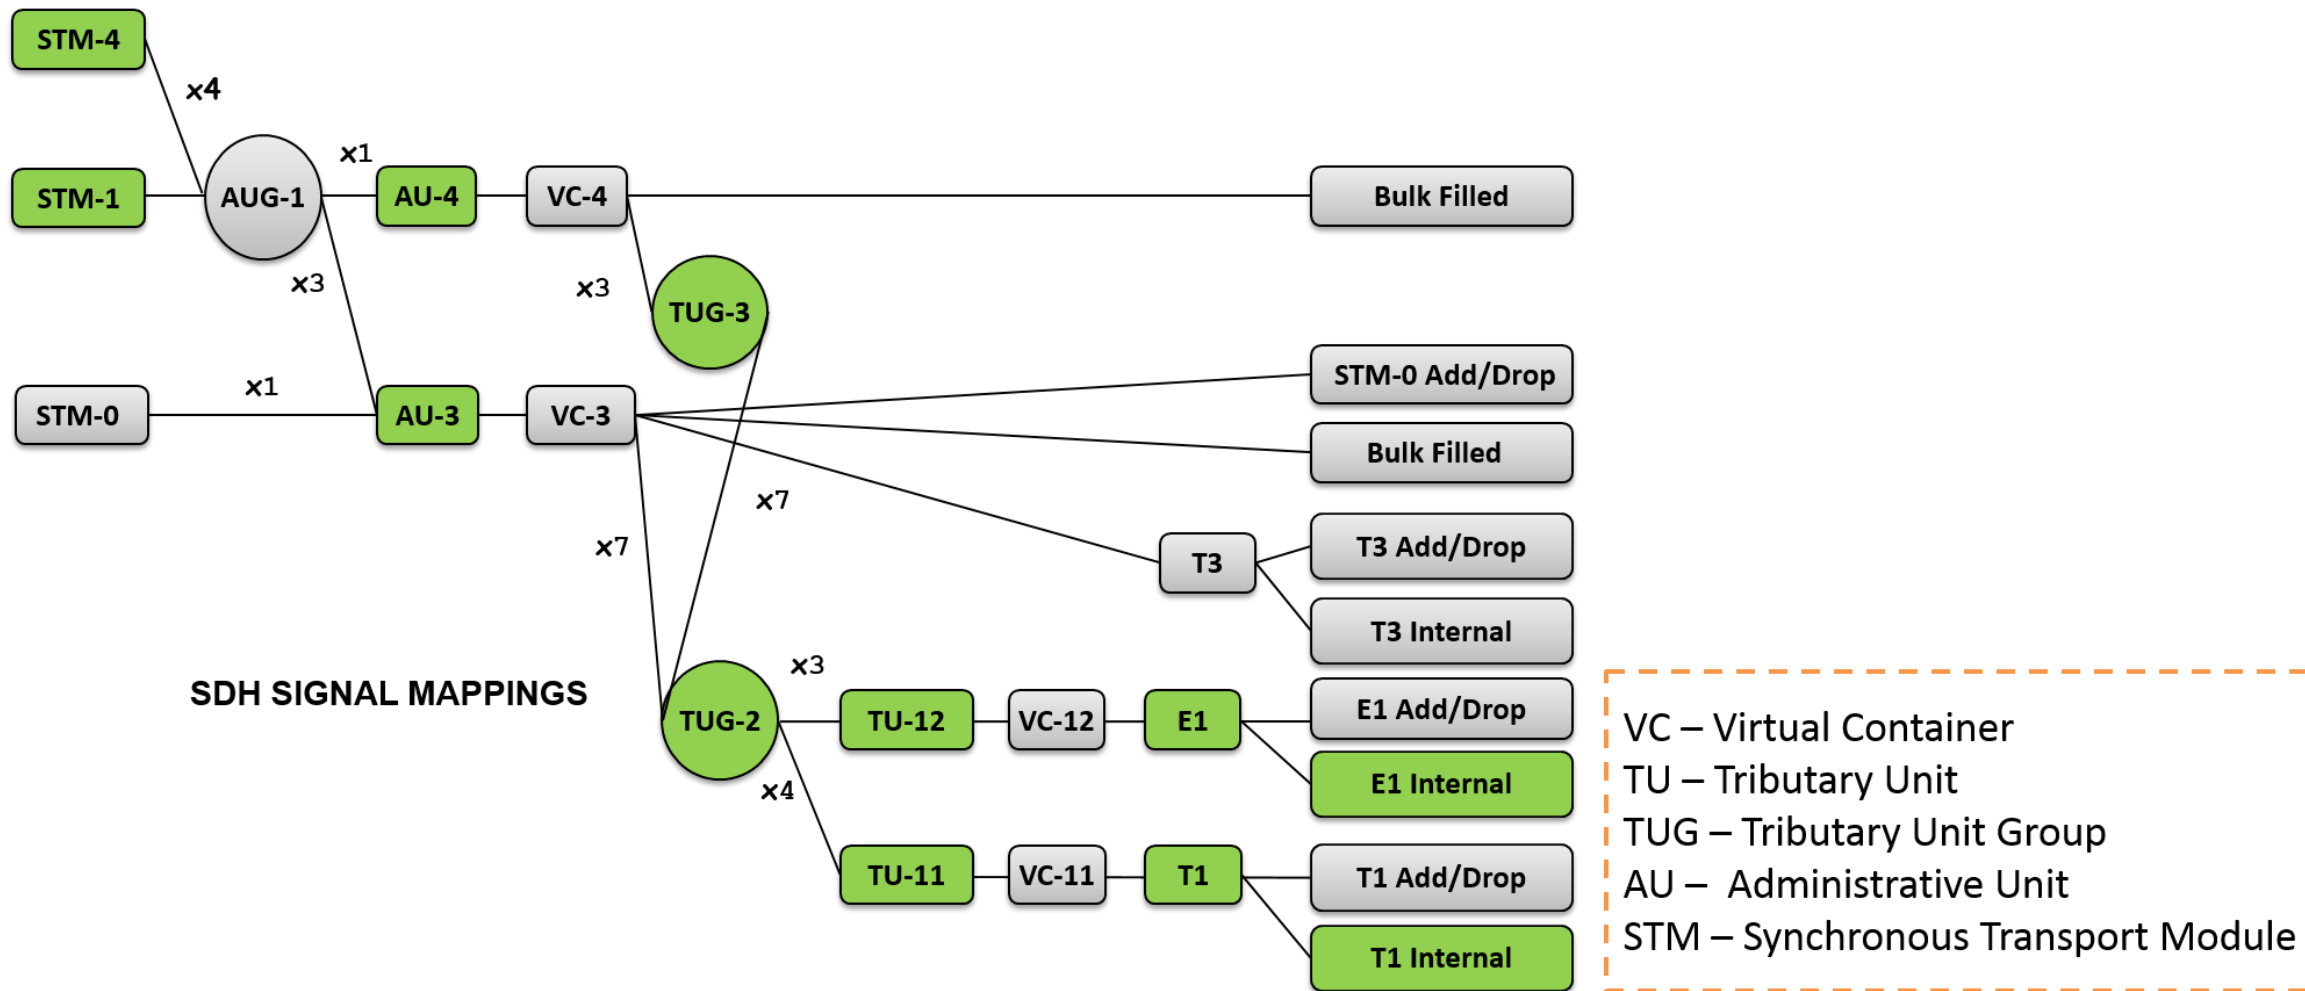 STM-4
×4
STM-1
AUG-1
×1
AU-4
VC-4
Bulk Filled
×3
×3
TUG-3
STM-0
×1
AU-3
VC-3
STM-0 Add/Drop
Bulk Filled
×7
×7
T3
T3 Add/Drop
T3 Internal
SDH SIGNAL MAPPINGS
TUG-2
×3
TU-12
VC-12
E1
E1 Add/Drop
E1 Internal
×4
TU-11
VC-11
T1
T1 Add/Drop
T1 Internal
VC – Virtual Container
TU – Tributary Unit
TUG – Tributary Unit Group
AU – Administrative Unit
STM – Synchronous Transport Module